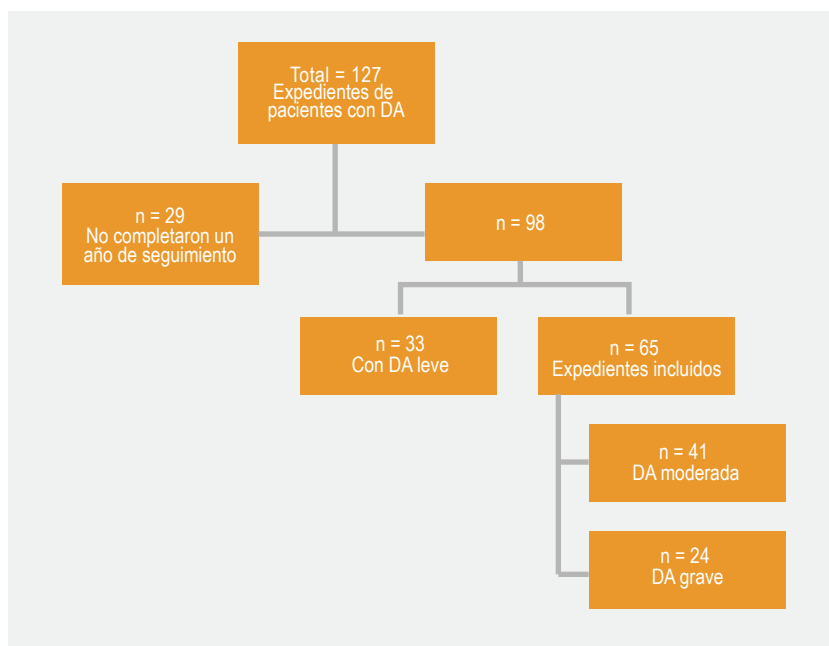 Total = 127
Expedientes de
pacientes con DA
n = 29
No completaron un
año de seguimiento
n = 98
n = 33
Con DA leve
n = 65
Expedientes incluidos
n = 41
DA moderada
n = 24
DA grave